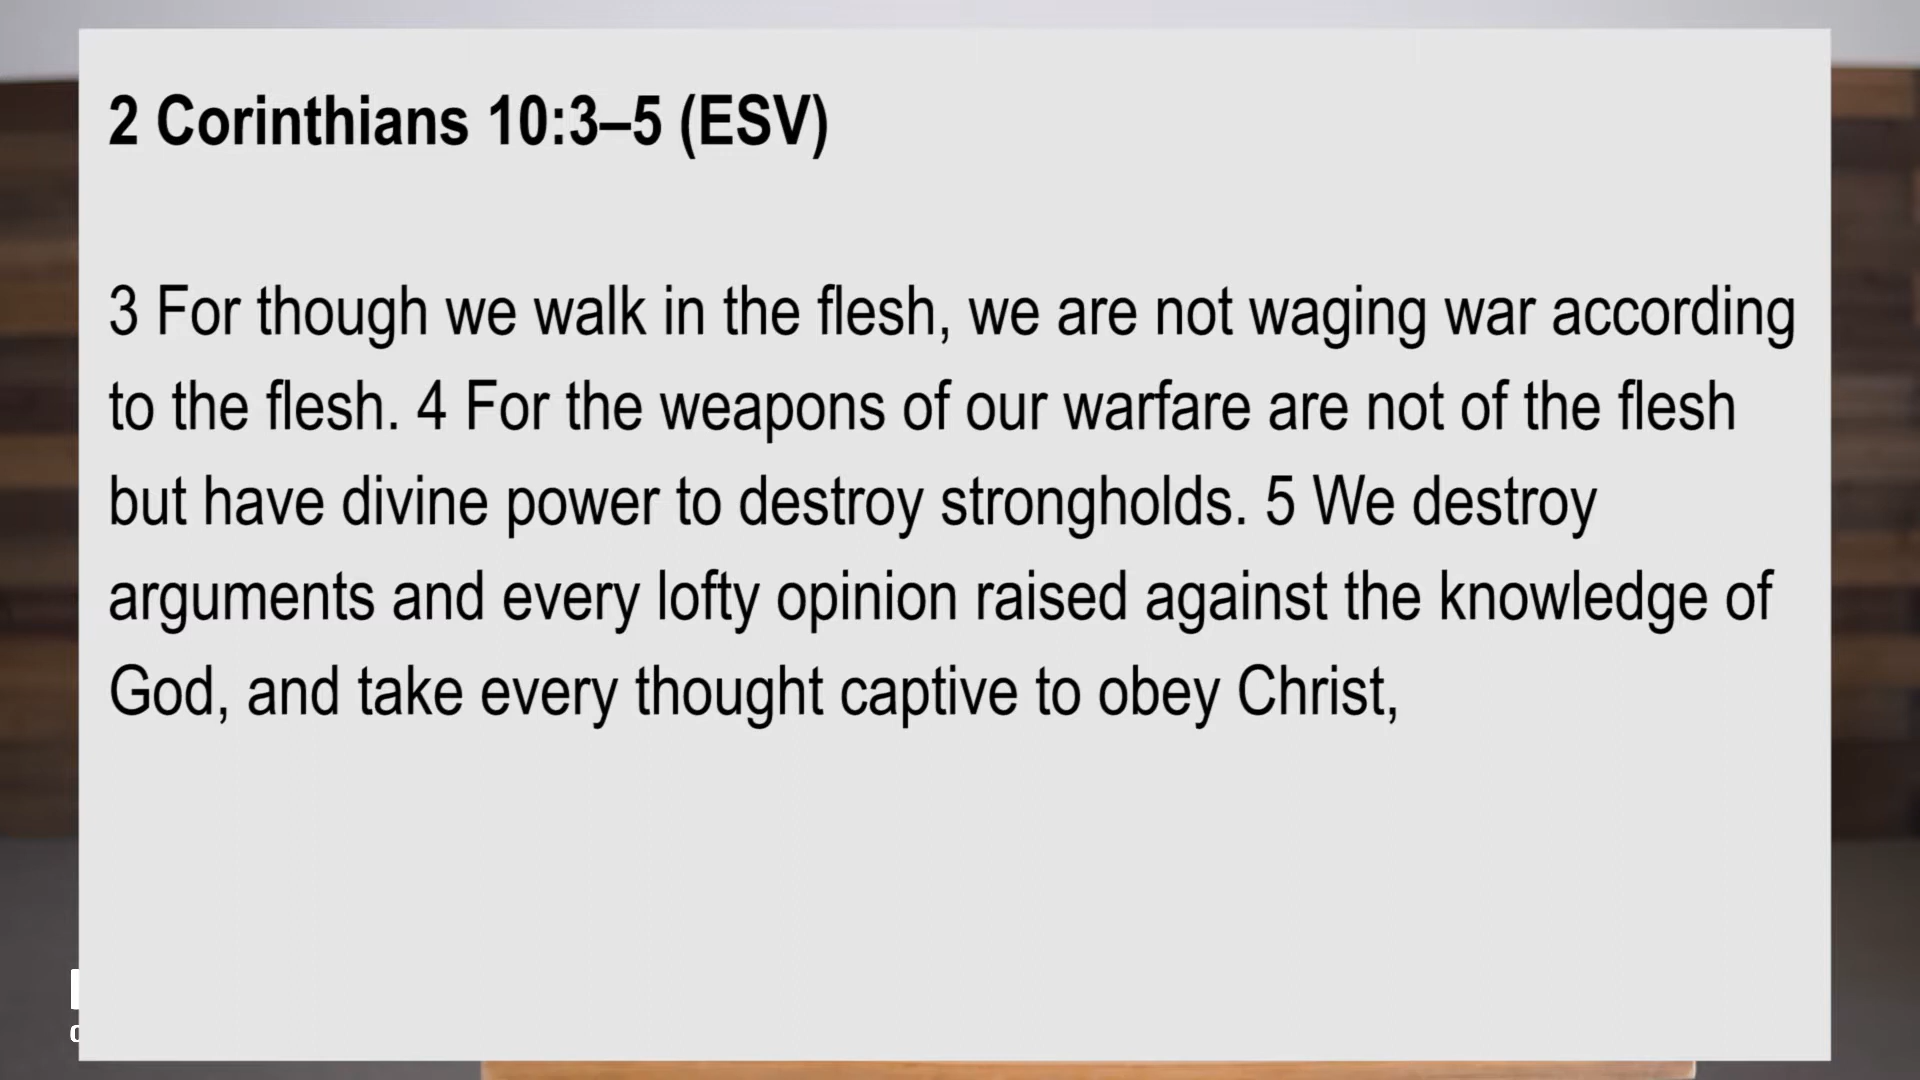 2 Corinthians 10:3–5 (ESV)
3 For though we walk in the flesh, we are not waging war according
to the flesh. 4 For the weapons of our warfare are not of the flesh
but have divine power to destroy strongholds. 5 We destroy
arguments and every lofty opinion raised against the knowledge of
God, and take every thought captive to obey Christ,